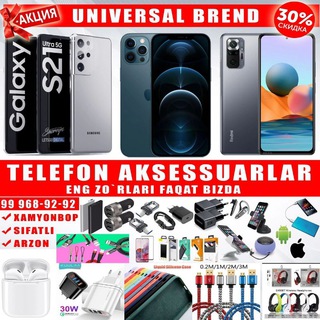 АКЦИЯ
UNIVERSAL BREND
30%
СКИДКА
Galaxy
Ultra 5G
S21
SAMSUNG
Redmi
TELEFON AKSESSUARLAR
ENG ZO`RLARI FAQAT BIZDA
99 968-92-92
XAMYONBOP
SIFATLI
ARZON
30W
0.2M/1M/2M/3M